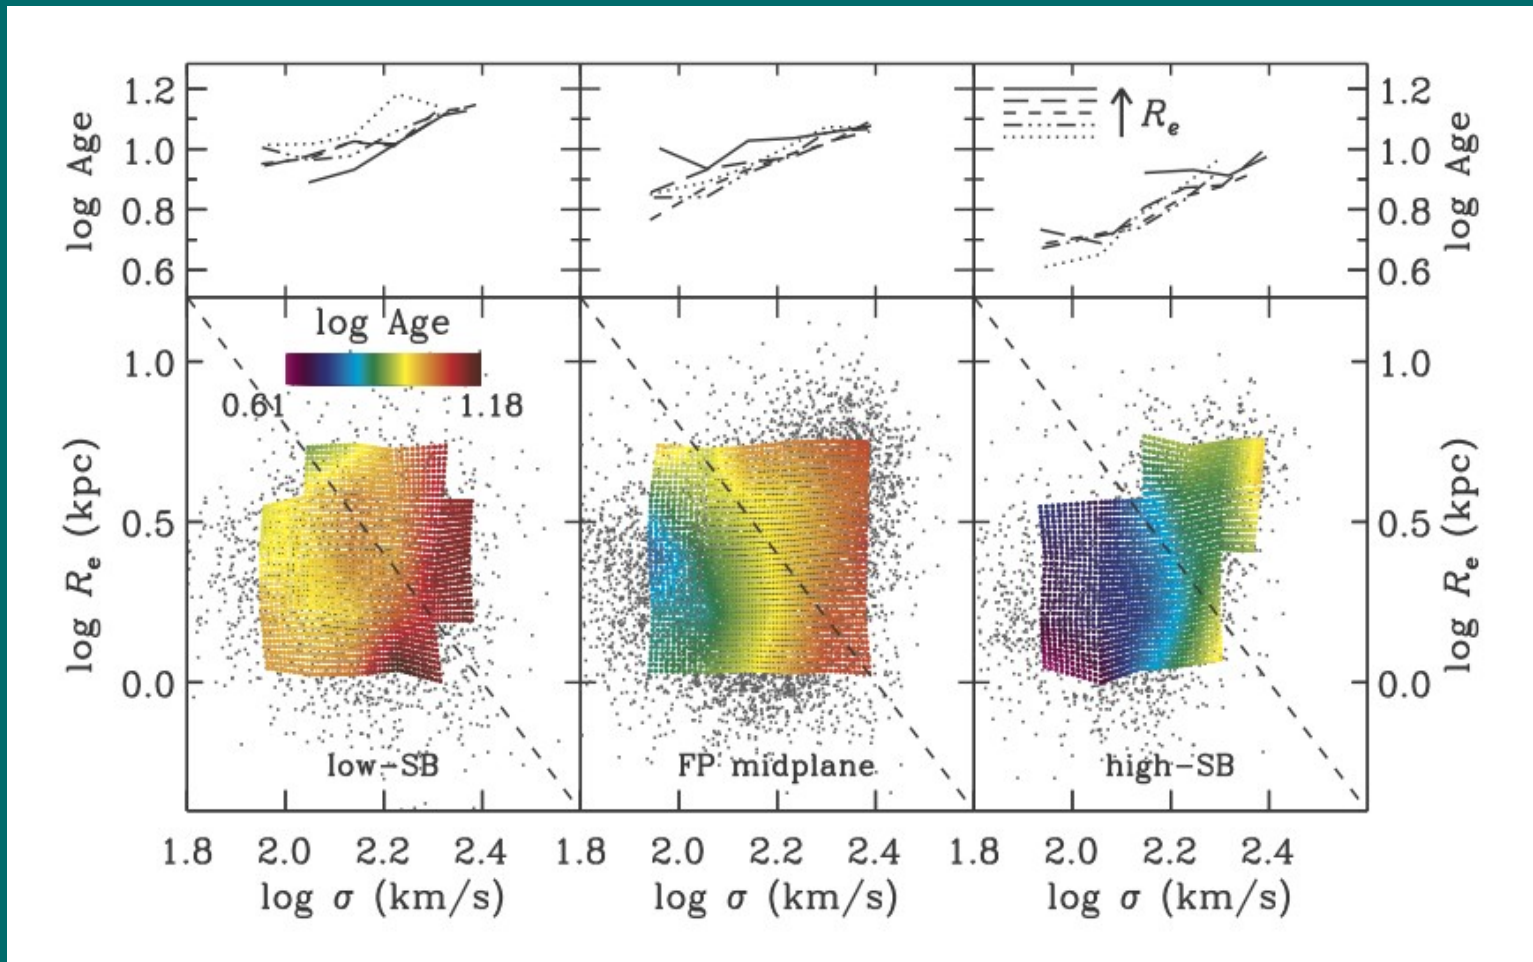 1.2
1.0
0.8
0.6
log Age
R_e
1.2
1.0
0.8
0.6
log Age
log Age
0.61
1.18
1.0
0.5
0.0
log R_e (kpc)
low-SB
FP midplane
high-SB
1.0
0.5
0.0
log R_e (kpc)
1.8 2.0 2.2 2.4 1.8 2.0 2.2 2.4 1.8 2.0 2.2 2.4
log σ (km/s) log σ (km/s) log σ (km/s)